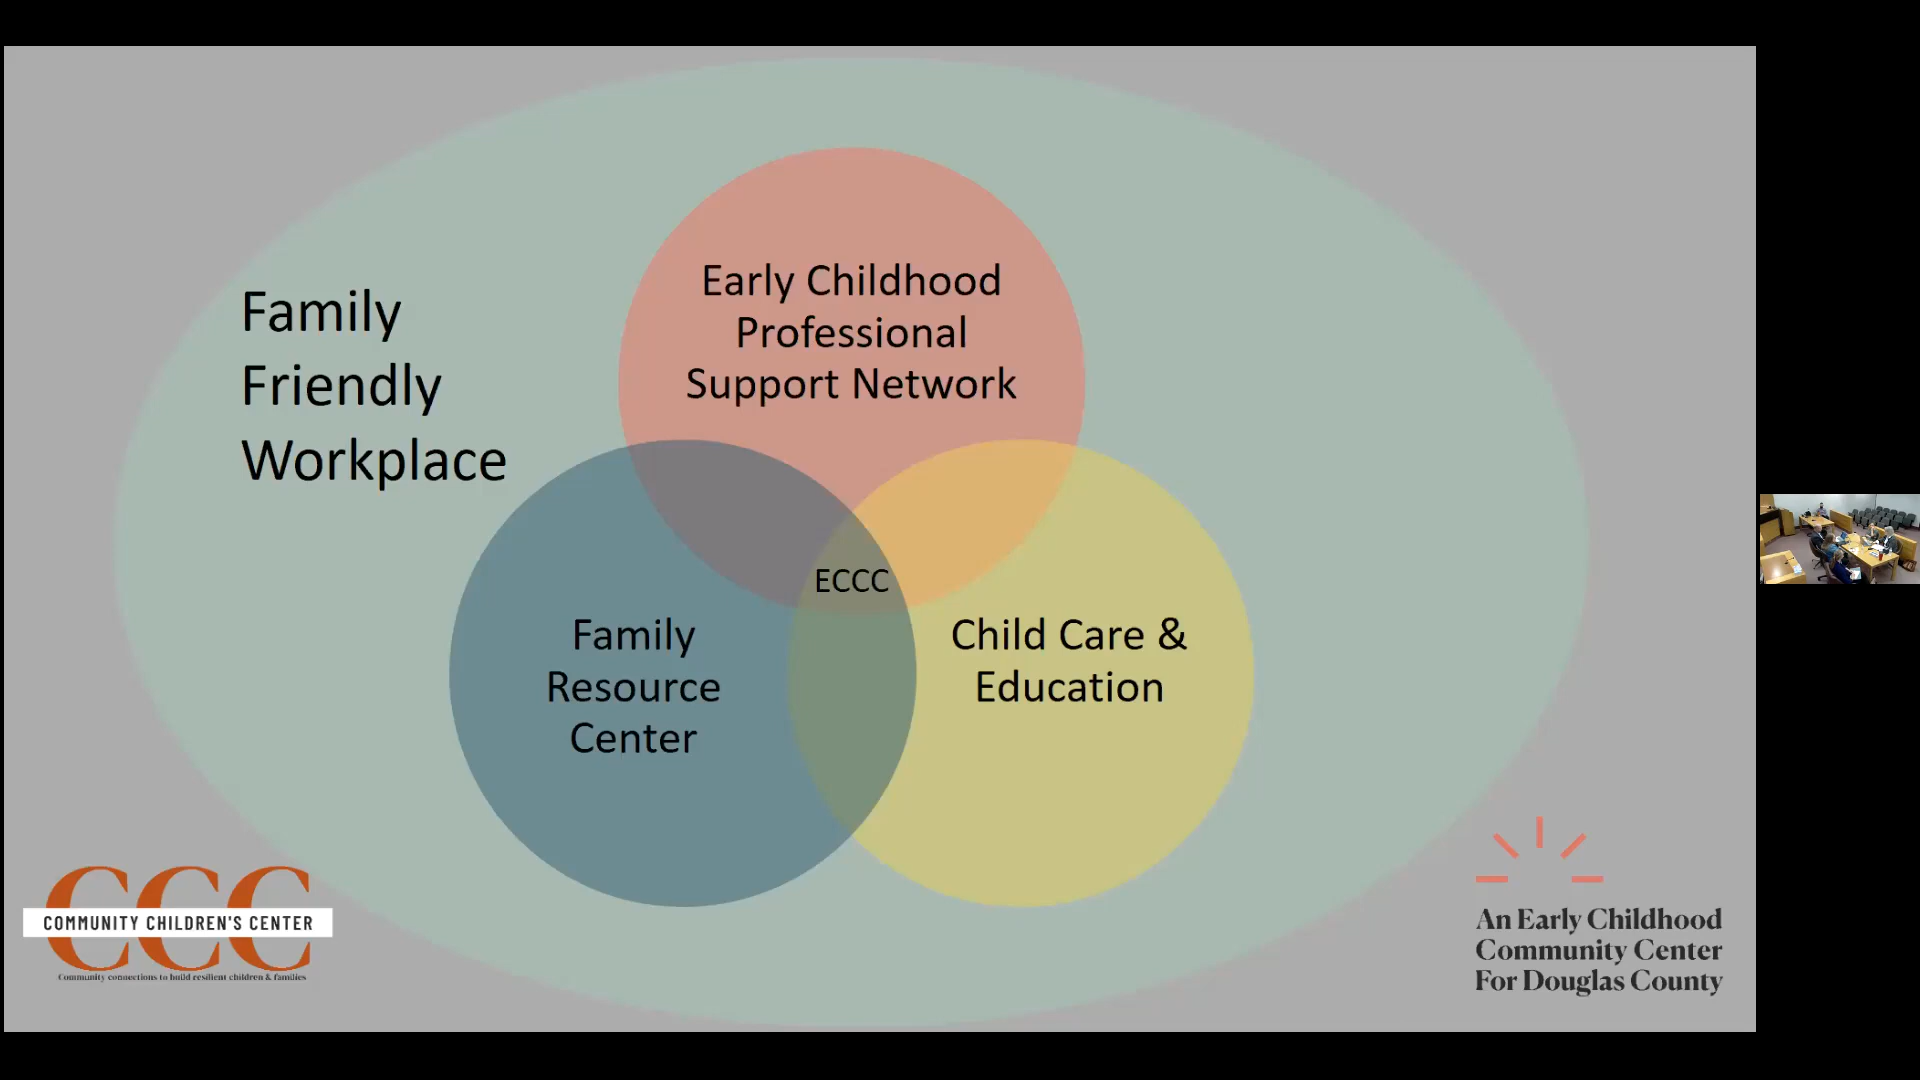 Early Childhood
Professional
Support Network
Family
Friendly
Workplace
ECCC
Family
Resource
Center
Child Care &
Education
CCC
COMMUNITY CHILDREN'S CENTER
Community connections to build resilient children & families
An Early Childhood
Community Center
For Douglas County